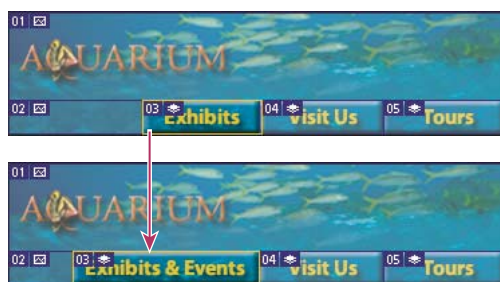 01
AQUARIUM
02 03 Exhibits 04 Visit Us 05 Tours
01
AQUARIUM
02 03 Exhibits & Events 04 Visit Us 05 Tours